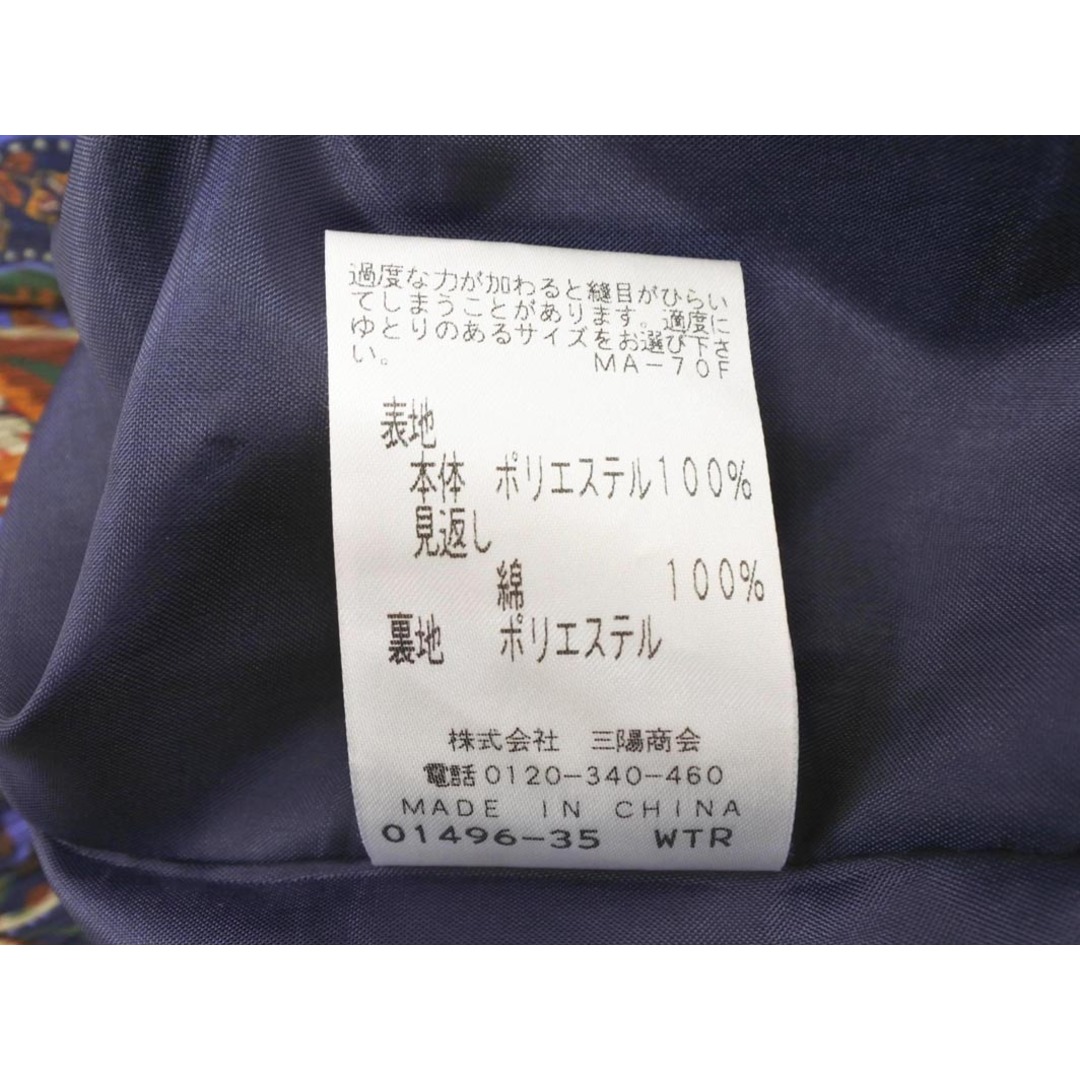 過度な力が加わると縫目がひらい
てしまうことがあります。適度に
ゆとりのあるサイズをお選び下さ
い。 MA-70F
表地
本体 ポリエステル100%
見返し
綿 100%
裏地 ポリエステル
株式会社 三陽商会
電話0120-340-460
MADE IN CHINA
01496-35 WTR